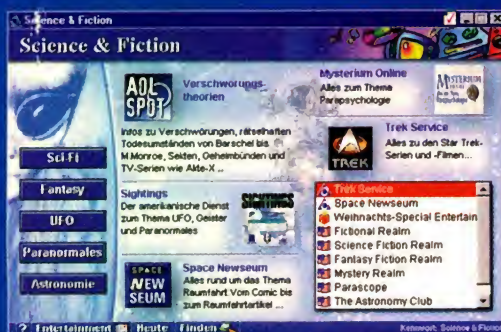 Science & Fiction
Science & Fiction
Sci-Fi
Fantasy
UFO
Paranormales
Astronomie
AOL
SPOT
Verschwörungs-
theorien
Infos zu Verschwörungen, rätselhaften
Todesumständen von Barschel bis
M.Monroe, Sekten, Geheimbünden und
TV-Serien wie Akte-X ...
Sightings
Der amerikanische Dienst
zum Thema UFO, Geister
und Paranormales
SIGHTINGS
SPACE
NEW
SEUM
Space Newseum
Alles rund um das Thema
Raumfahrt Vom Comic bis
zum Raumfahrtartikel ...
Mysterium Online
Alles zum Thema
Parapsychologie
MYSTERIUM
TREK
Trek Service
Alles zu den Star Trek-
Serien und -Filmen...
Trek Service
Space Newseum
Weihnachts-Special Entertain
Fictional Realm
Science Fiction Realm
Fantasy Fiction Realm
Mystery Realm
Parascope
The Astronomy Club
? Entertainment Heute Finden
Kennwort: Science & Fiction